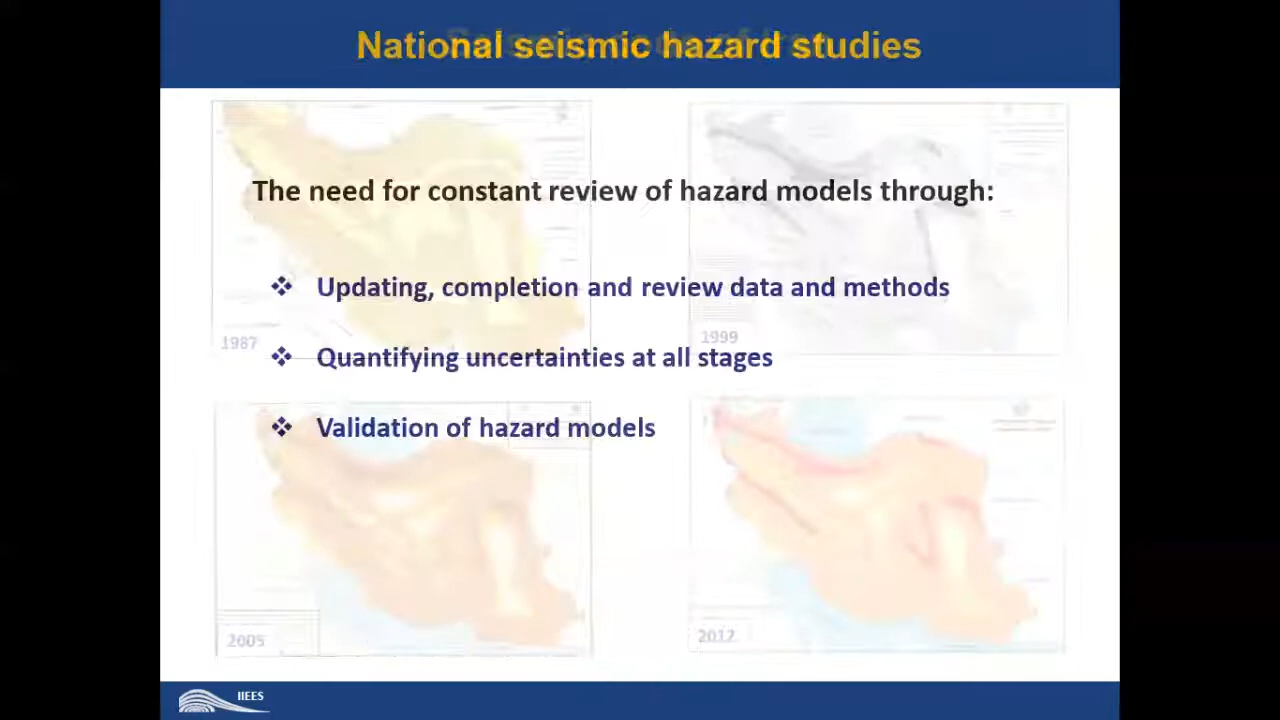 National seismic hazard studies
The need for constant review of hazard models through:
❖ Updating, completion and review data and methods
1987
1999
❖ Quantifying uncertainties at all stages
❖ Validation of hazard models
2005
2017
IIEES